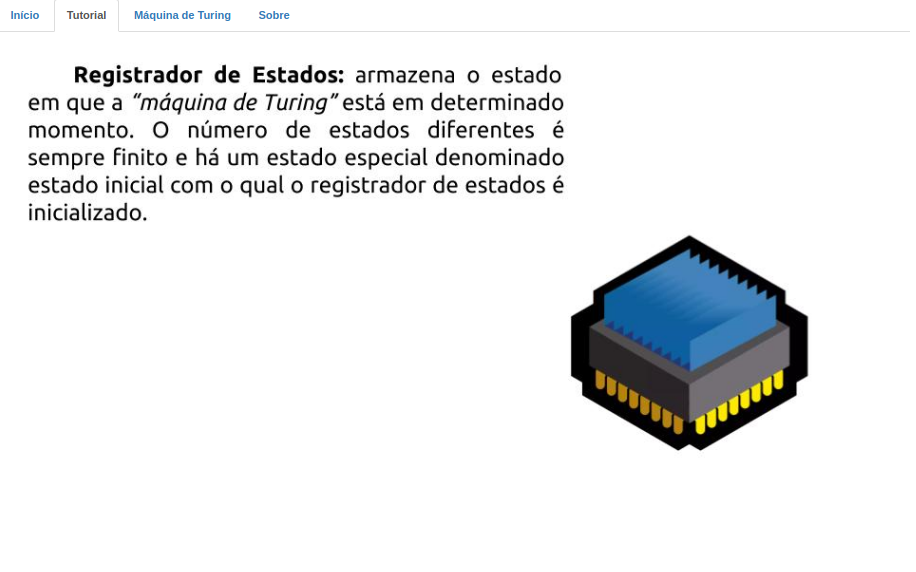 Início Tutorial Máquina de Turing Sobre
Registrador de Estados: armazena o estado
em que a “máquina de Turing” está em determinado
momento. O número de estados diferentes é
sempre finito e há um estado especial denominado
estado inicial com o qual o registrador de estados é
inicializado.